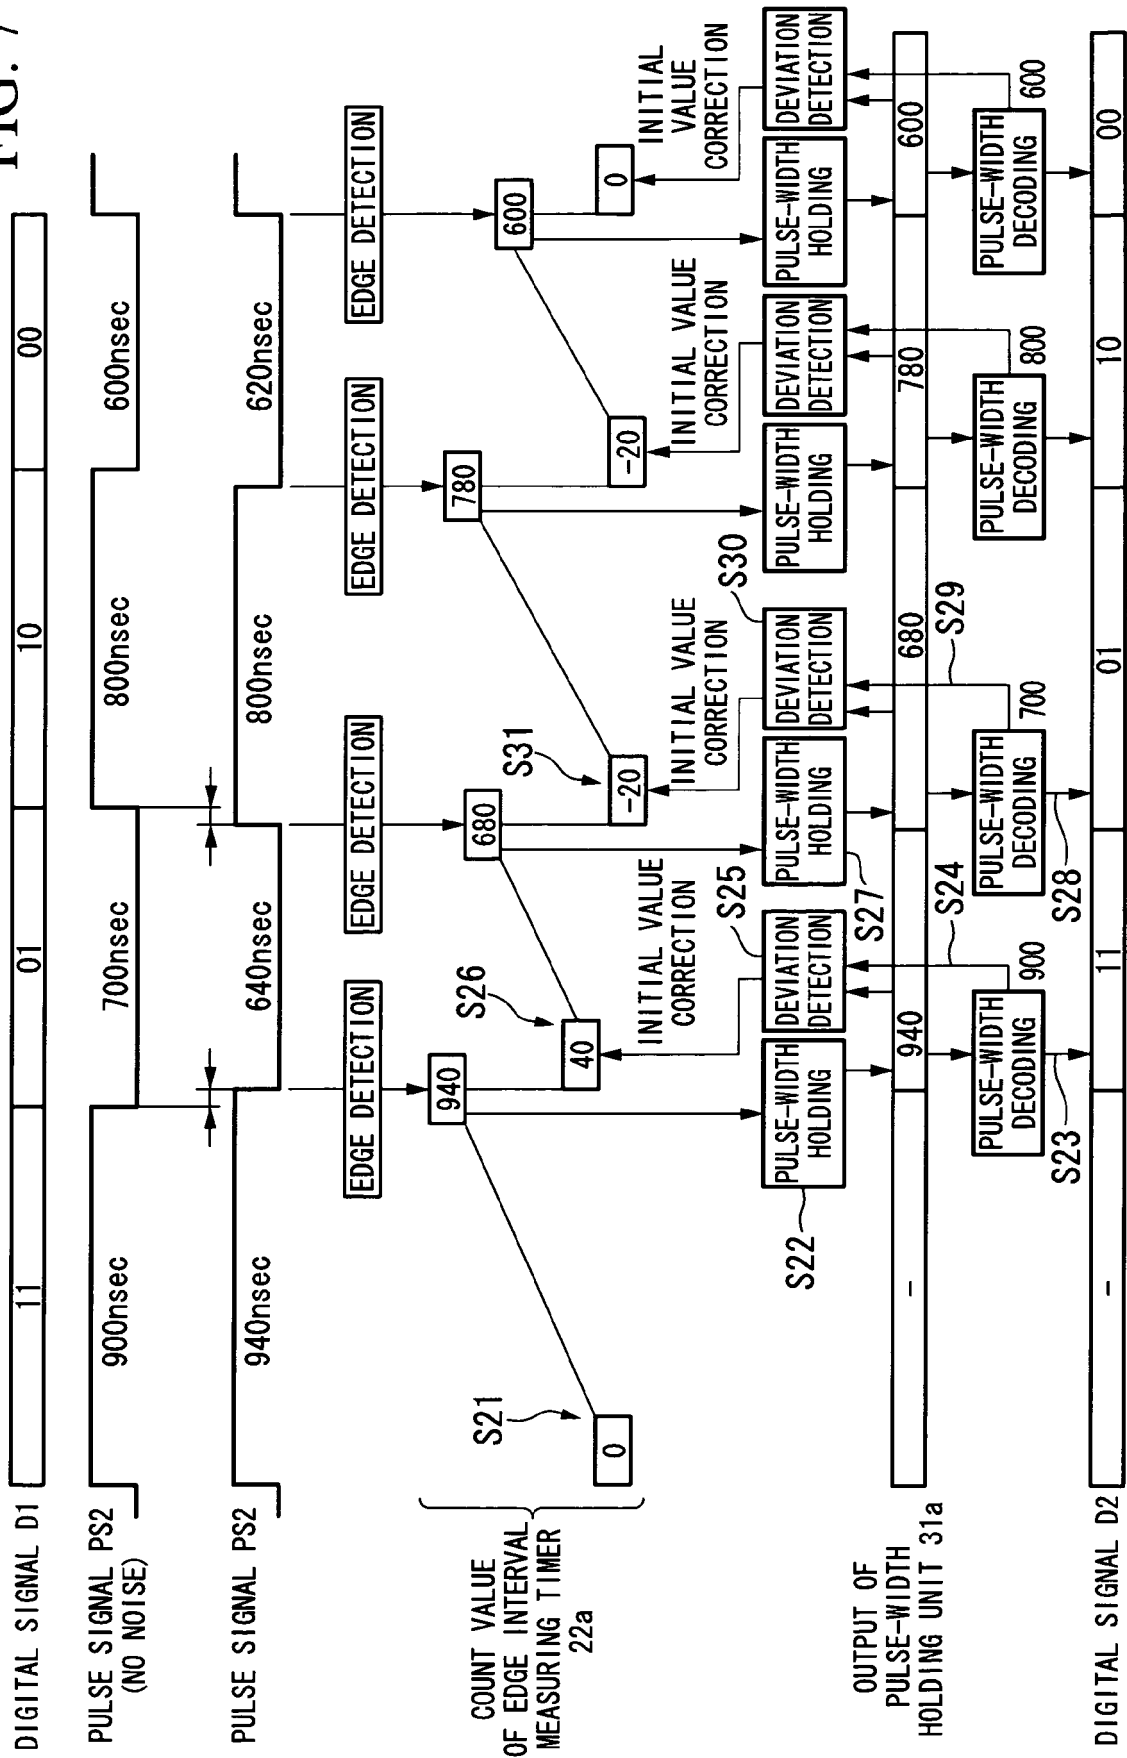 FIG. 7
DIGITAL SIGNAL D1
11
01
10
00
PULSE SIGNAL PS2
(NO NOISE)
900nsec
700nsec
800nsec
600nsec
PULSE SIGNAL PS2
940nsec
640nsec
800nsec
620nsec
EDGE DETECTION
EDGE DETECTION
EDGE DETECTION
EDGE DETECTION
COUNT VALUE
OF EDGE INTERVAL
MEASURING TIMER
22a
S21
0
940
S26
40
680
S31
-20
780
-20
600
0
INITIAL VALUE
CORRECTION
INITIAL VALUE
CORRECTION
INITIAL VALUE
CORRECTION
INITIAL
VALUE
CORRECTION
S22
PULSE-WIDTH
HOLDING
S25
DEVIATION
DETECTION
S27
PULSE-WIDTH
HOLDING
S30
DEVIATION
DETECTION
PULSE-WIDTH
HOLDING
DEVIATION
DETECTION
PULSE-WIDTH
HOLDING
DEVIATION
DETECTION
OUTPUT OF
PULSE-WIDTH
HOLDING UNIT 31a
-
940
680
780
600
S23
PULSE-WIDTH
DECODING
900
S24
S28
PULSE-WIDTH
DECODING
700
S29
PULSE-WIDTH
DECODING
800
PULSE-WIDTH
DECODING
600
DIGITAL SIGNAL D2
-
11
01
10
00